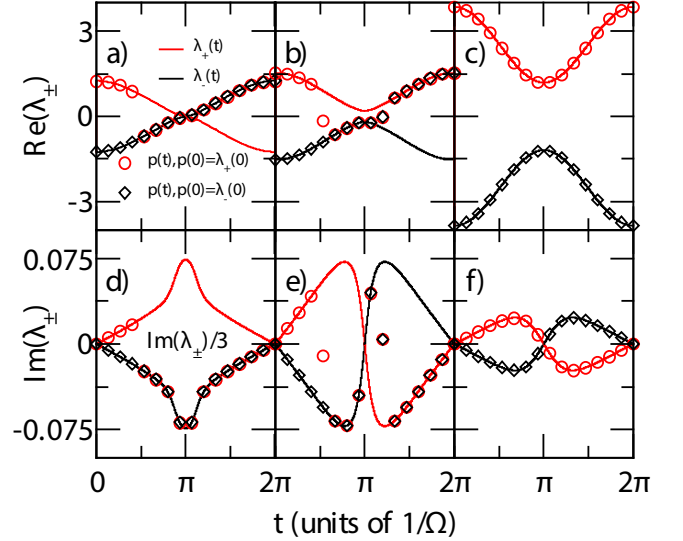 3
0
-3
Re(λ±)
a)
b)
c)
λ+(t)
λ-(t)
p(t),p(0)=λ+(0)
p(t),p(0)=λ-(0)
0.075
0
-0.075
Im(λ±)
d)
e)
f)
Im(λ±)/3
0
π
2π
π
2π
π
2π
t (units of 1/Ω)